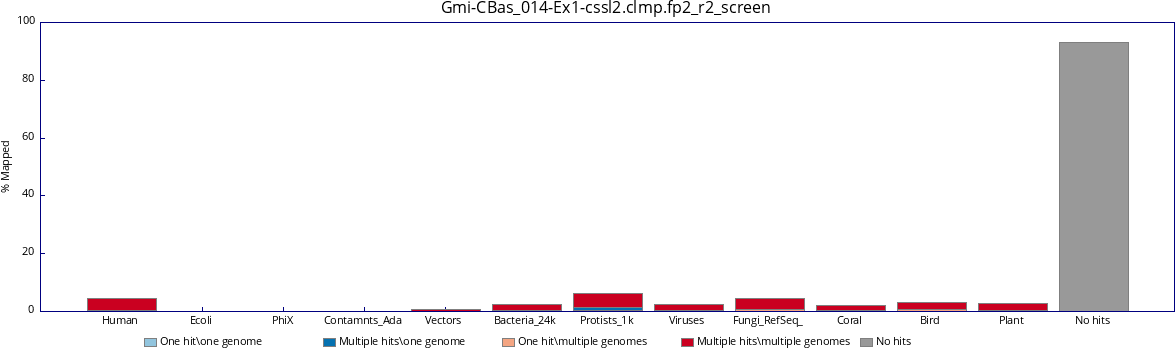 Gmi-CBas_014-Ex1-cssl2.clmp.fp2_r2_screen
100
80
60
40
20
0
% Mapped
Human Ecoli PhiX Contamnts_Ada Vectors Bacteria_24k Protists_1k Viruses Fungi_RefSeq_ Coral Bird Plant No hits
One hit\one genome Multiple hits\one genome One hit\multiple genomes Multiple hits\multiple genomes No hits